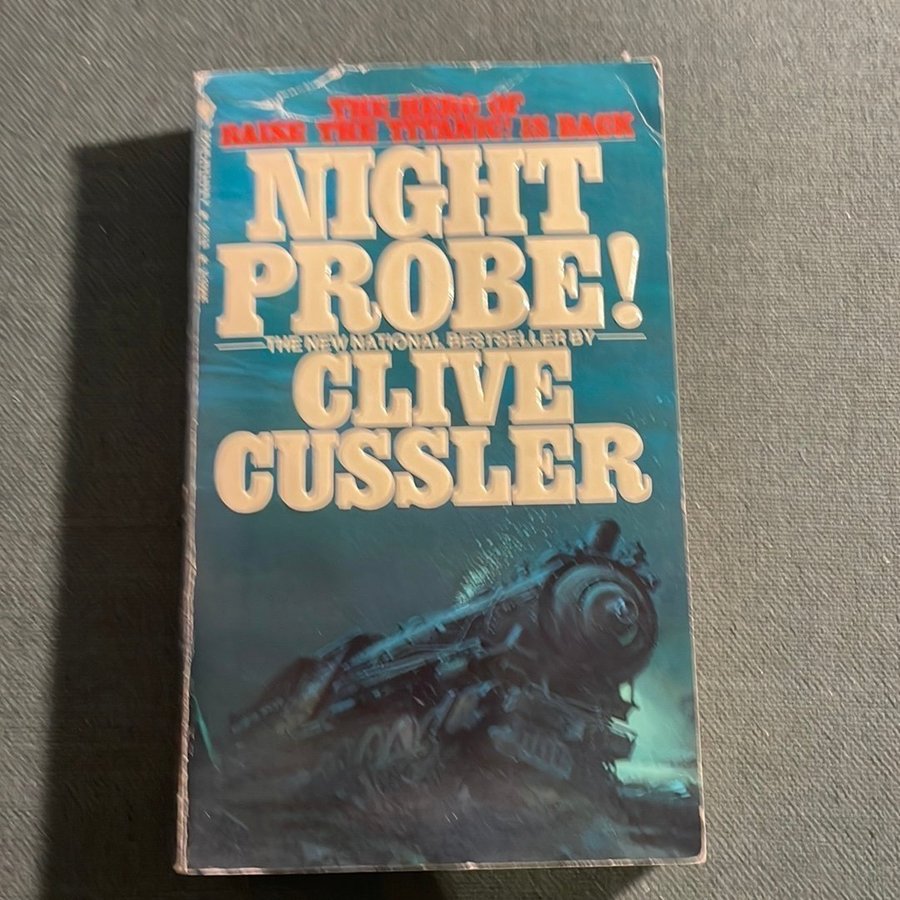 THE HERO OF
RAISE THE TITANIC! IS BACK
NIGHT
PROBE!
THE NEW NATIONAL BESTSELLER BY
CLIVE
CUSSLER